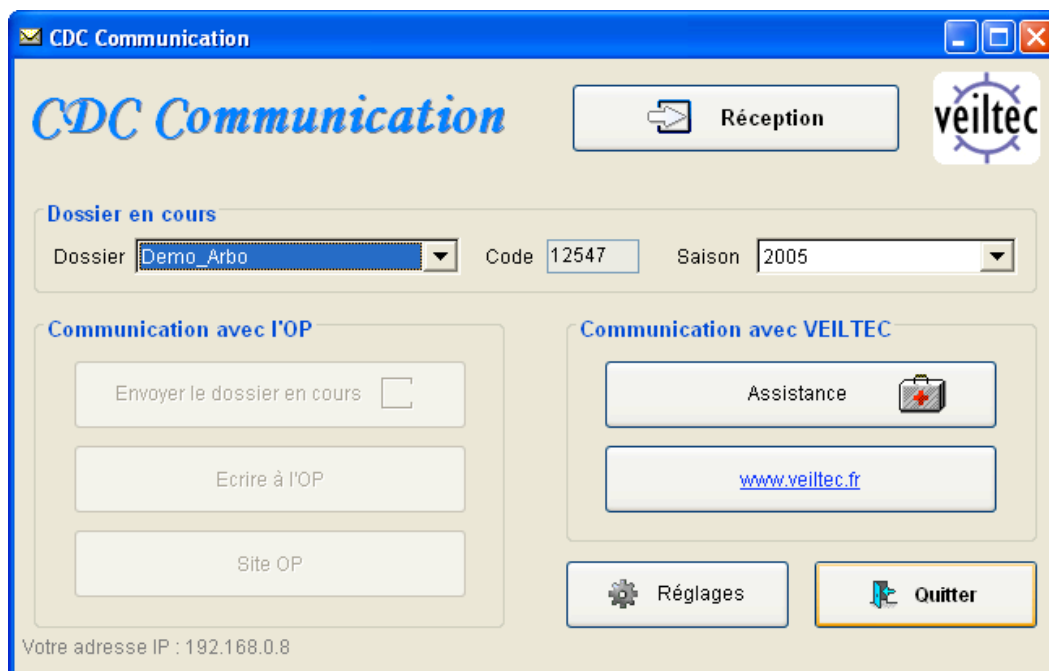 CDC Communication
CDC Communication
Réception
veiltec
Dossier en cours
Dossier Demo_Arbo Code 12547 Saison 2005
Communication avec l'OP
Envoyer le dossier en cours
Ecrire à l'OP
Site OP
Communication avec VEILTEC
Assistance
www.veiltec.fr
Réglages
Quitter
Votre adresse IP : 192.168.0.8